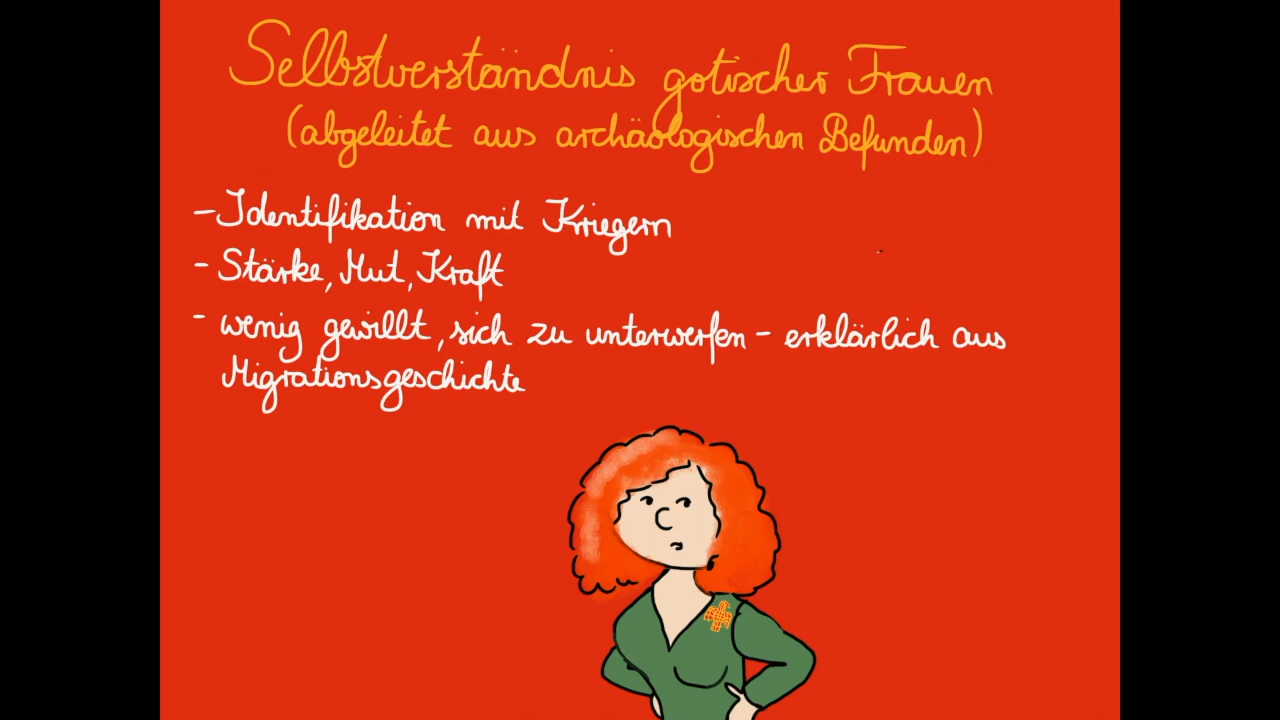 Selbstverständnis gotischer Frauen
(abgeleitet aus archäologischen Befunden)
- Identifikation mit Kriegern
- Stärke, Mut, Kraft
- wenig gewillt, sich zu unterwerfen - erklärlich aus
Migrationsgeschichte